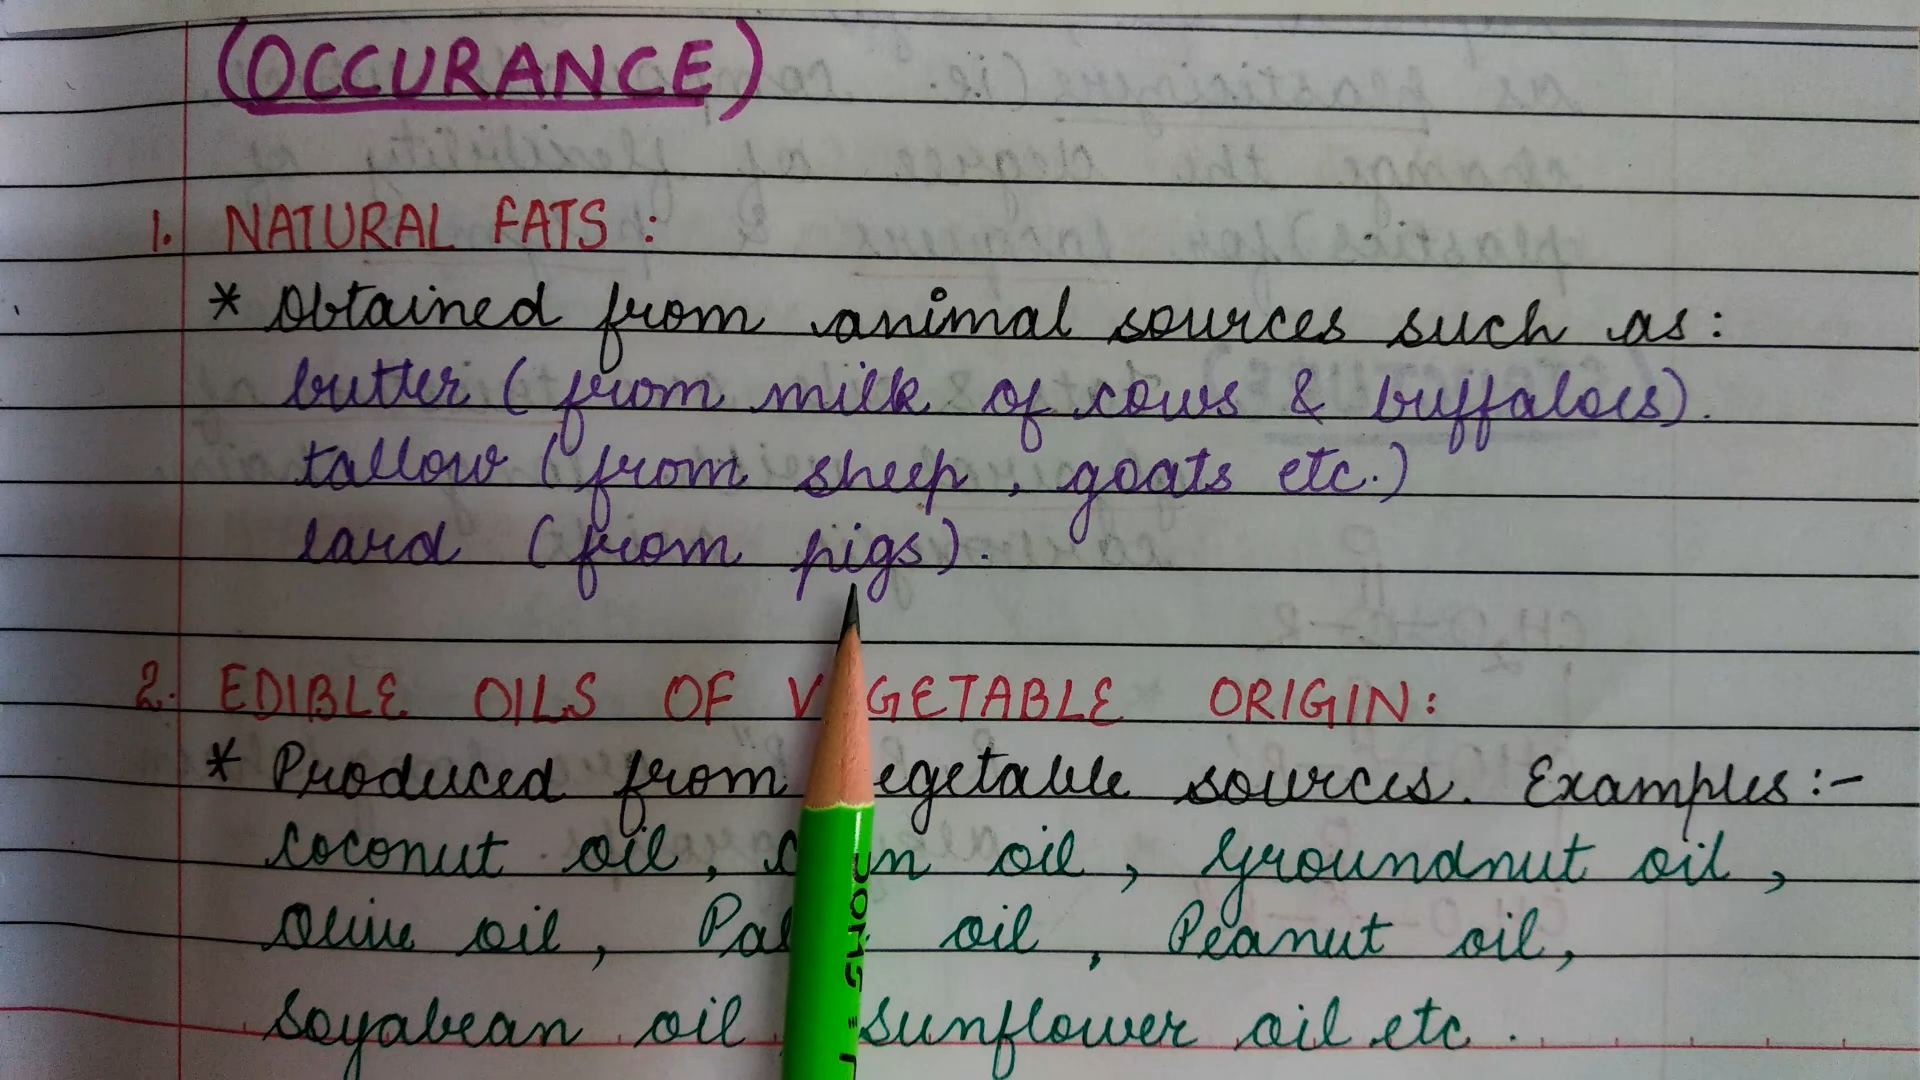 (OCCURANCE)
1. NATURAL FATS :
* Obtained from animal sources such as :
butter (from milk of cows & buffaloes).
tallow (from sheep, goats etc.)
lard (from pigs).
2. EDIBLE OILS OF V GETABLE ORIGIN :
* Produced from egetable sources. Examples :-
coconut oil, oil, Groundnut oil,
Olive oil, oil, Peanut oil,
Soyabean oil sunflower oil etc.
DOMS